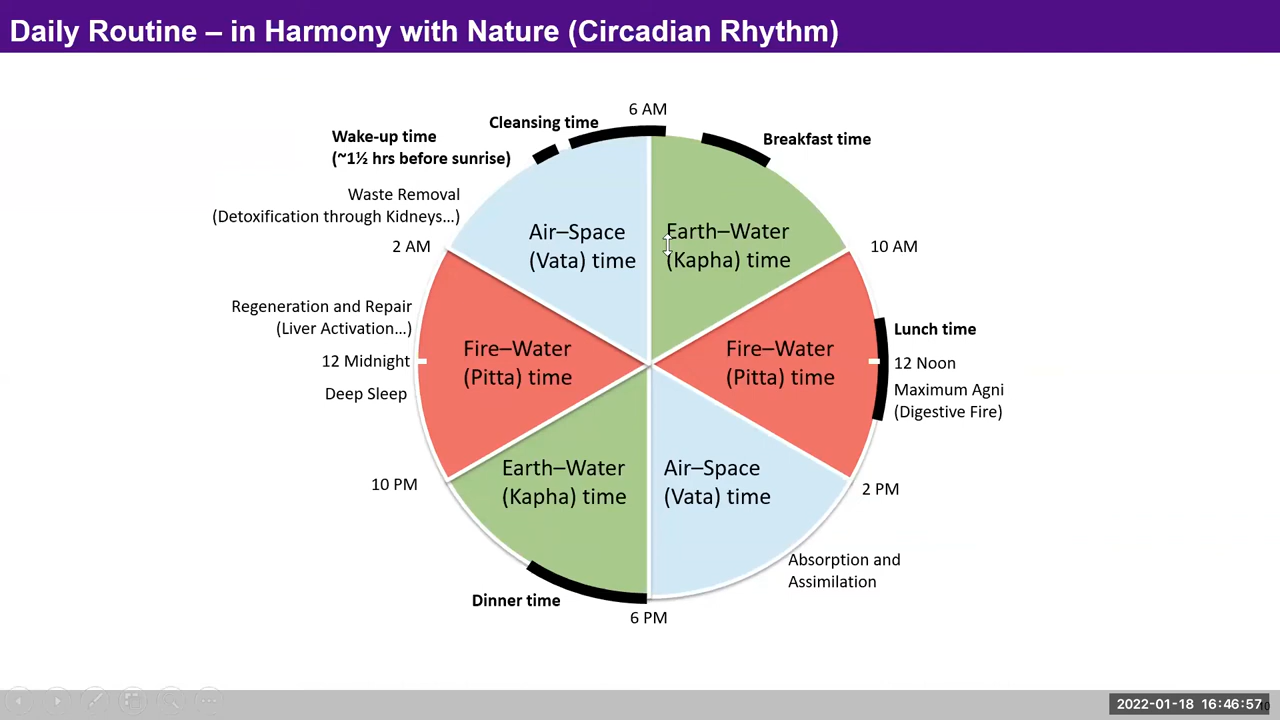 Daily Routine – in Harmony with Nature (Circadian Rhythm)
6 AM
Cleansing time
Wake-up time
(~1½ hrs before sunrise)
Breakfast time
Waste Removal
(Detoxification through Kidneys...)
2 AM
Air–Space
(Vata) time
Earth–Water
(Kapha) time
10 AM
Regeneration and Repair
(Liver Activation...)
12 Midnight
Deep Sleep
Fire–Water
(Pitta) time
Fire–Water
(Pitta) time
Lunch time
12 Noon
Maximum Agni
(Digestive Fire)
10 PM
Earth–Water
(Kapha) time
Air–Space
(Vata) time
2 PM
Absorption and
Assimilation
Dinner time
6 PM
2022-01-18 16:46:57